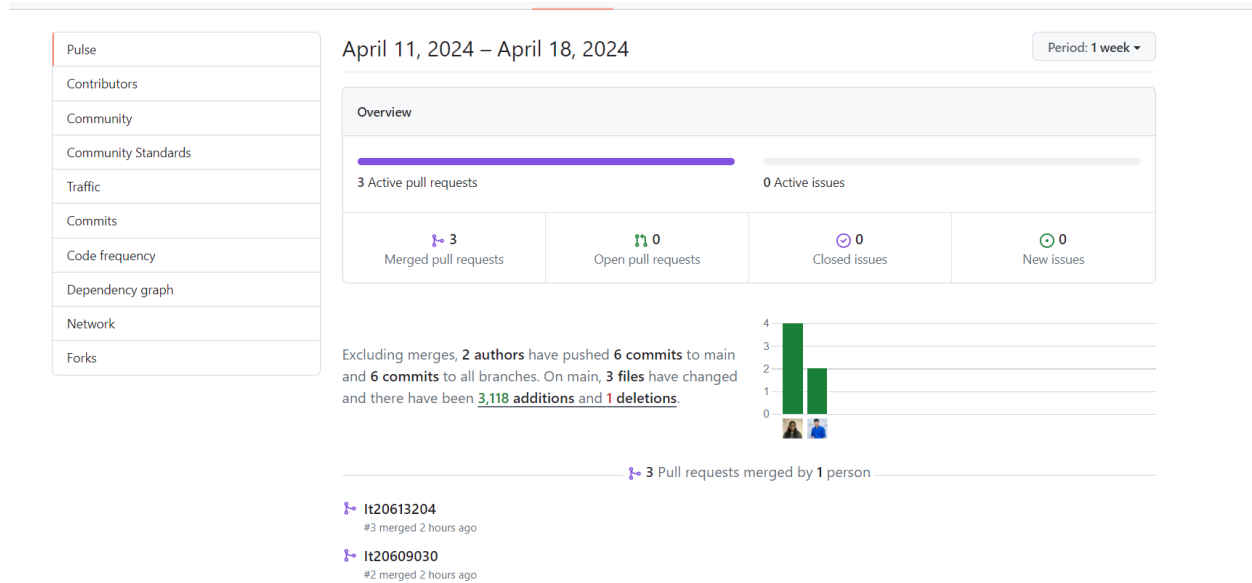 Pulse
Contributors
Community
Community Standards
Traffic
Commits
Code frequency
Dependency graph
Network
Forks
April 11, 2024 – April 18, 2024
Period: 1 week
Overview
3 Active pull requests
0 Active issues
3
Merged pull requests
0
Open pull requests
0
Closed issues
0
New issues
Excluding merges, 2 authors have pushed 6 commits to main
and 6 commits to all branches. On main, 3 files have changed
and there have been 3,118 additions and 1 deletions.
4
3
2
1
0
3 Pull requests merged by 1 person
It20613204
#3 merged 2 hours ago
It20609030
#2 merged 2 hours ago